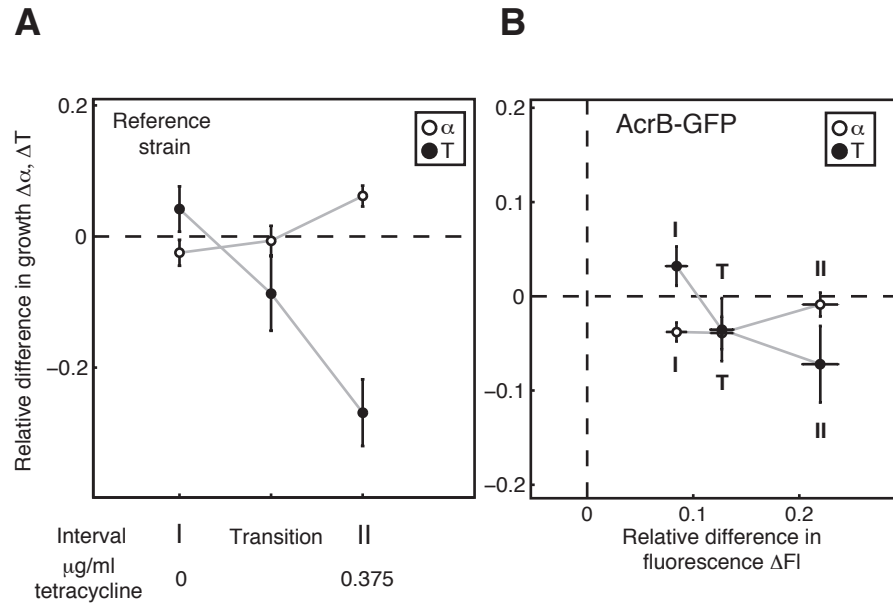 A
B
0.2
0
−0.2
Relative difference in growth Δα, ΔT
Reference
strain
α
T
Interval I Transition II
μg/ml
tetracycline 0 0.375
0.2
0.1
0
−0.1
−0.2
AcrB-GFP
α
T
I
T
II
I
T
II
0 0.1 0.2
Relative difference in
fluorescence ΔFl